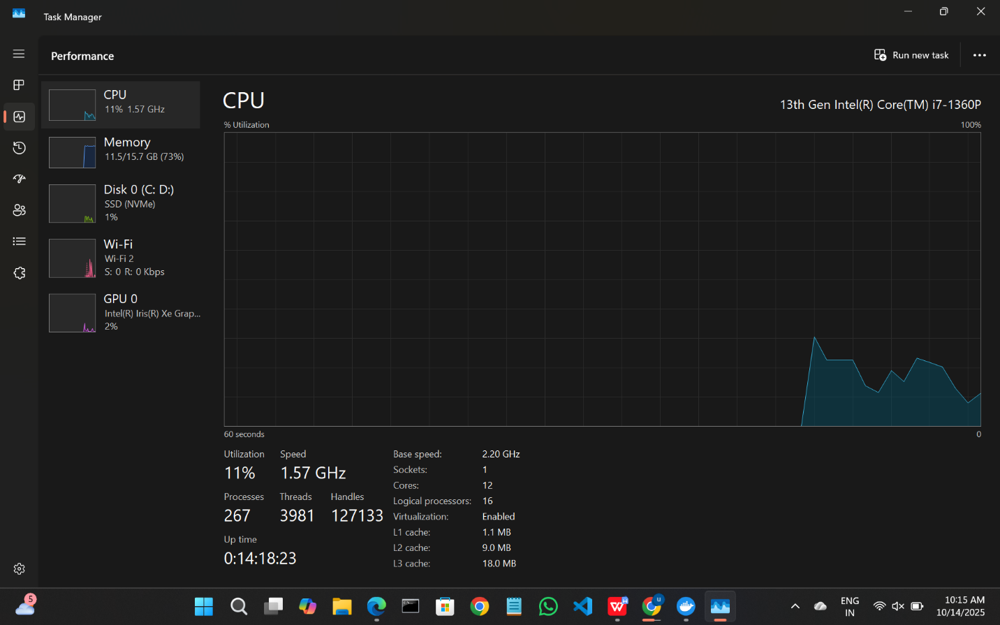 Task Manager
Performance
Run new task
CPU
11% 1.57 GHz
Memory
11.5/15.7 GB (73%)
Disk 0 (C: D:)
SSD (NVMe)
1%
Wi-Fi
Wi-Fi 2
S: 0 R: 0 Kbps
GPU 0
Intel(R) Iris(R) Xe Grap...
2%
CPU
13th Gen Intel(R) Core(TM) i7-1360P
% Utilization
100%
60 seconds
0
Utilization
11%
Speed
1.57 GHz
Processes
267
Threads
3981
Handles
127133
Up time
0:14:18:23
Base speed: 2.20 GHz
Sockets: 1
Cores: 12
Logical processors: 16
Virtualization: Enabled
L1 cache: 1.1 MB
L2 cache: 9.0 MB
L3 cache: 18.0 MB
5
W
u
ENG
IN
10:15 AM
10/14/2025